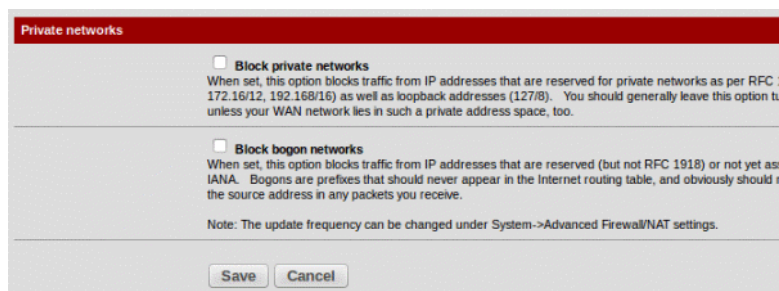 Private networks
Block private networks
When set, this option blocks traffic from IP addresses that are reserved for private networks as per RFC
172.16/12, 192.168/16) as well as loopback addresses (127/8). You should generally leave this option
unless your WAN network lies in such a private address space, too.
Block bogon networks
When set, this option blocks traffic from IP addresses that are reserved (but not RFC 1918) or not yet
IANA. Bogons are prefixes that should never appear in the Internet routing table, and obviously should
the source address in any packets you receive.
Note: The update frequency can be changed under System->Advanced Firewall/NAT settings.
Save Cancel